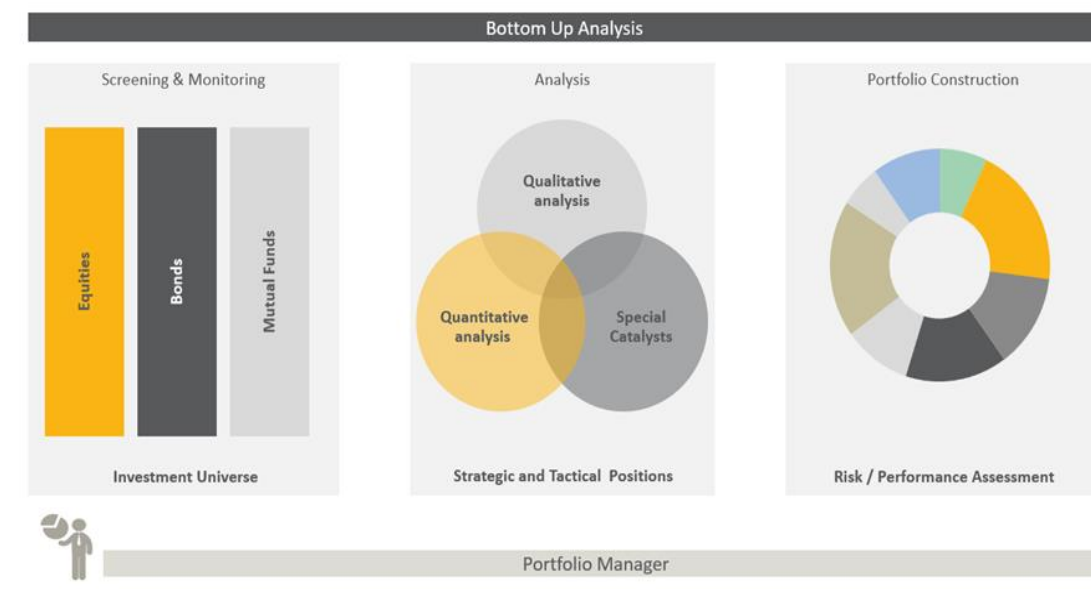 Bottom Up Analysis
Screening & Monitoring
Equities
Bonds
Mutual Funds
Investment Universe
Analysis
Qualitative
analysis
Quantitative
analysis
Special
Catalysts
Strategic and Tactical Positions
Portfolio Construction
Risk / Performance Assessment
Portfolio Manager